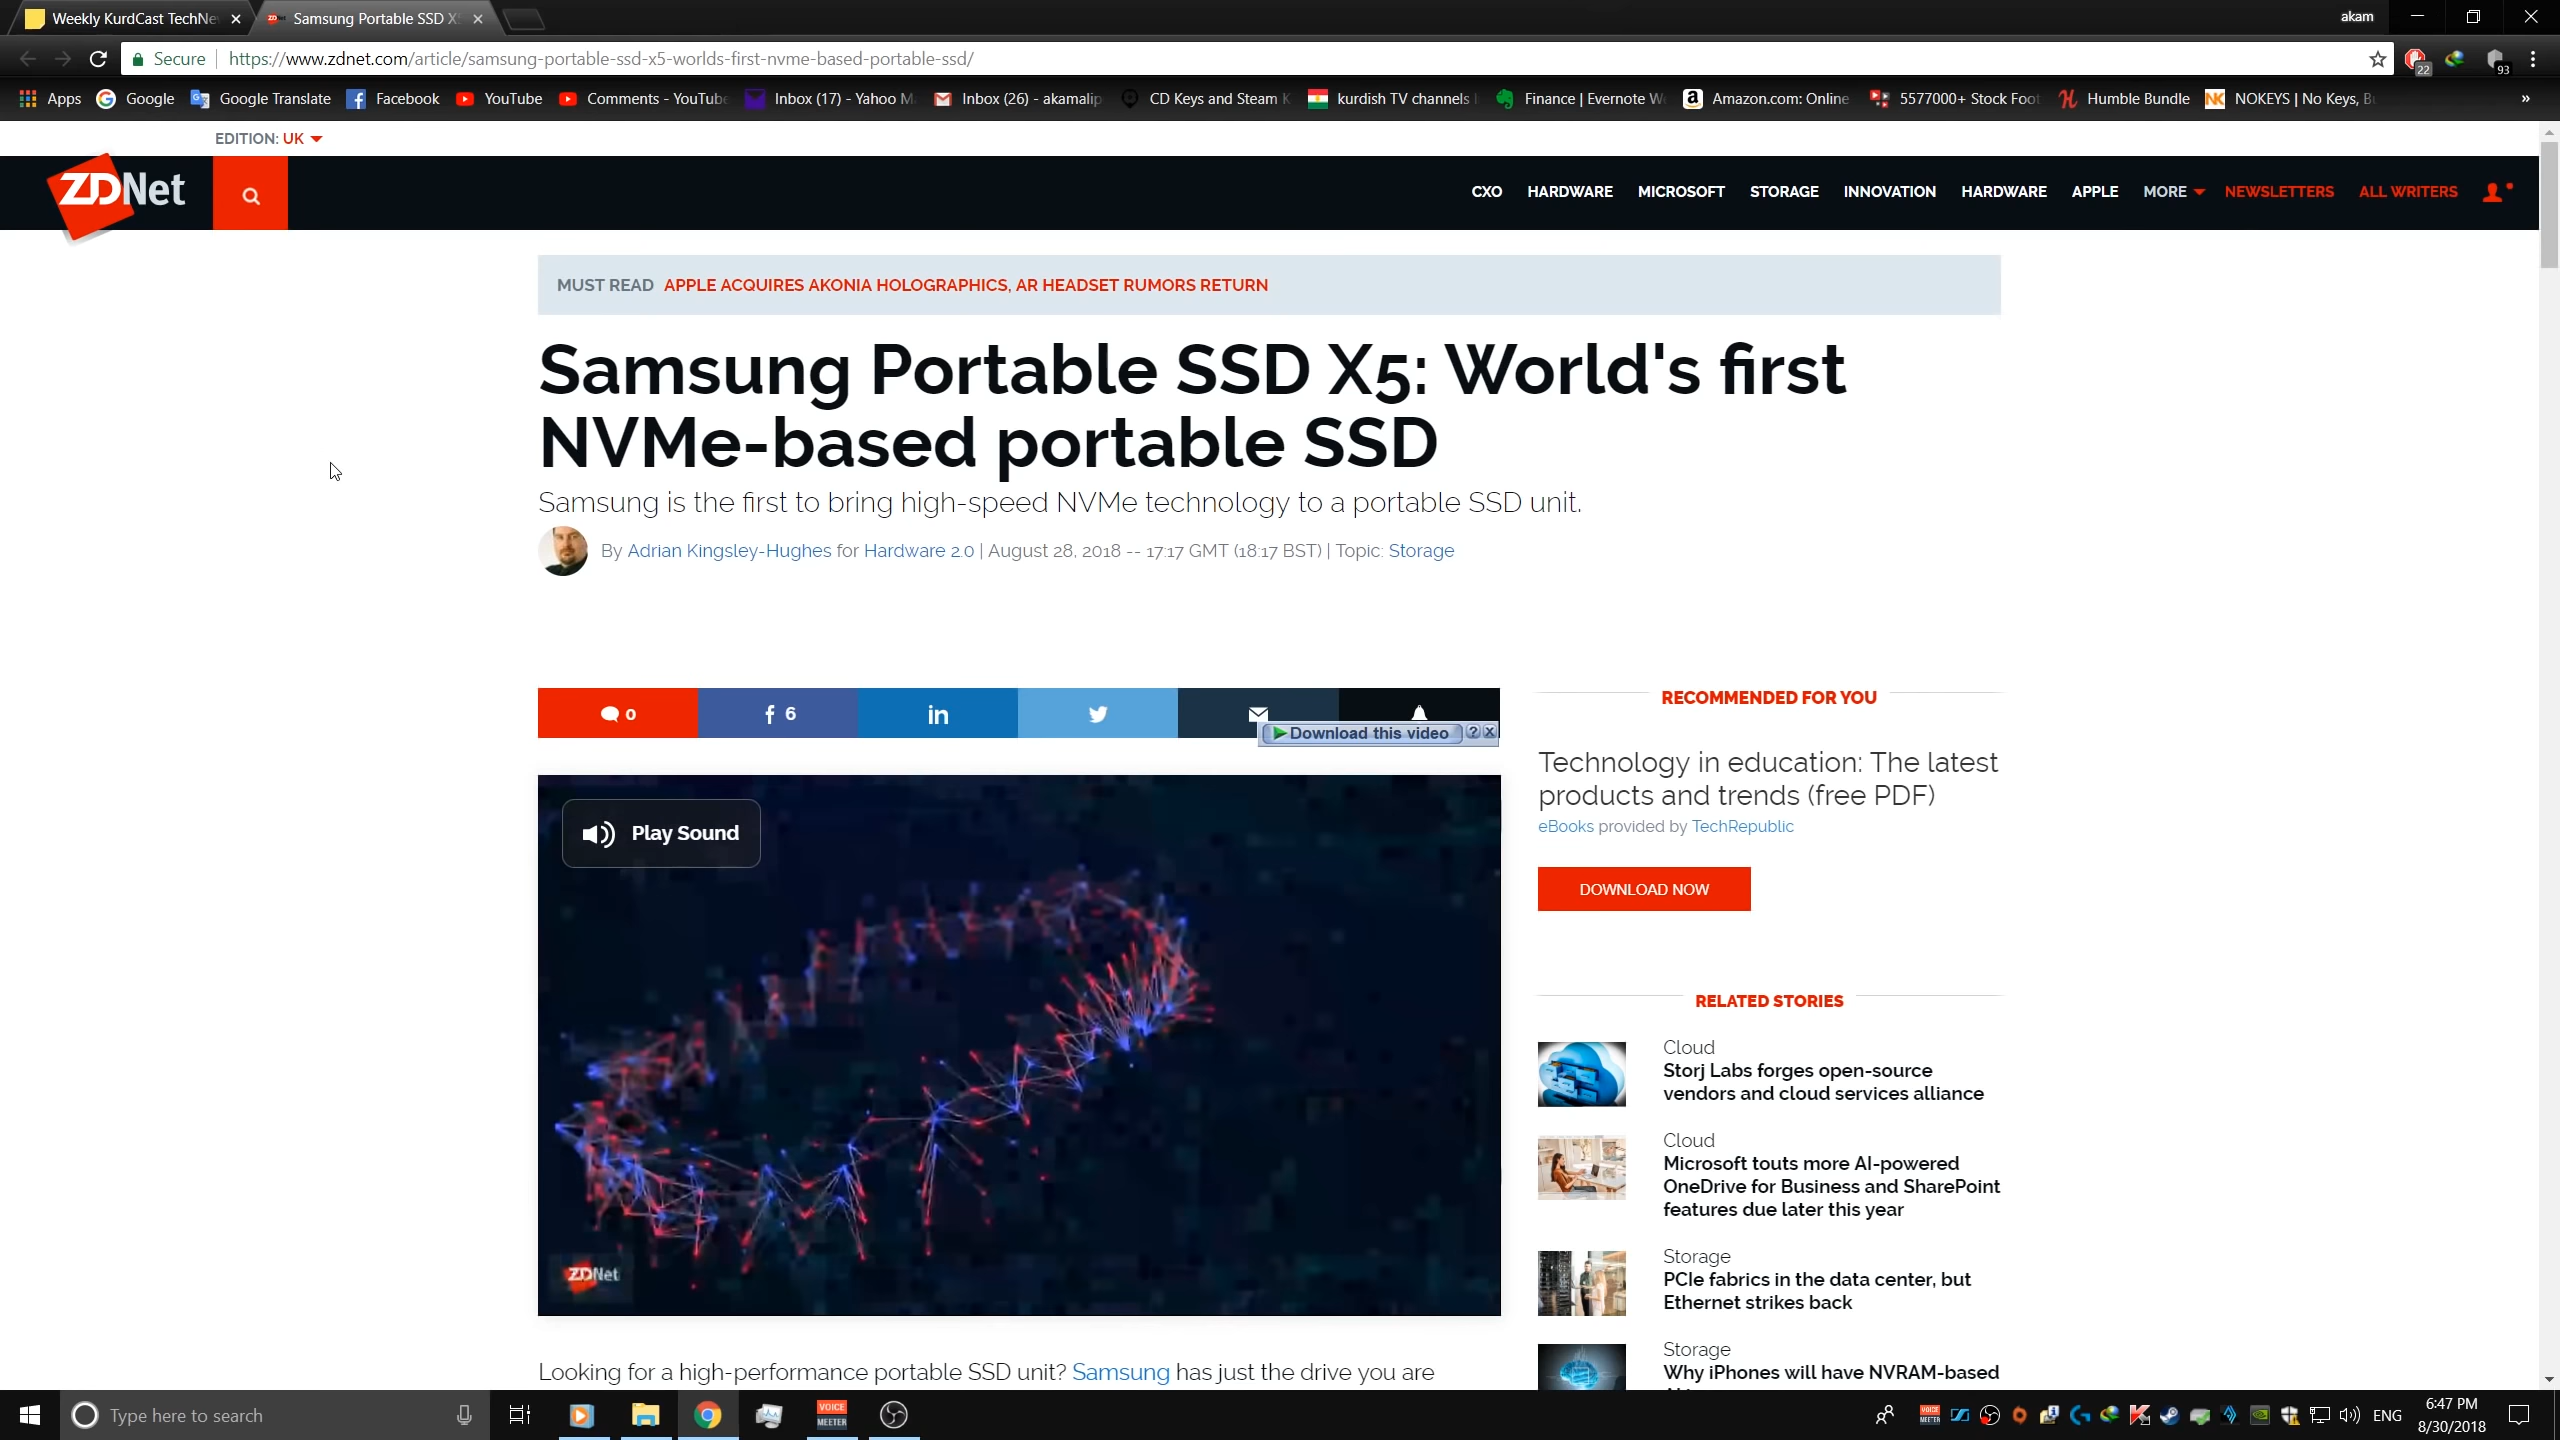 Weekly KurdCast TechNe
Samsung Portable SSD X
akam
Secure
https://www.zdnet.com/article/samsung-portable-ssd-x5-worlds-first-nvme-based-portable-ssd/
22
93
Apps
Google
Google Translate
Facebook
YouTube
Comments - YouTube
Inbox (17) - Yahoo M
Inbox (26) - akamalip
CD Keys and Steam K
kurdish TV channels
Finance | Evernote W
Amazon.com: Online
5577000+ Stock Foot
Humble Bundle
NOKEYS | No Keys, B
»
EDITION: UK
ZDNet
CXO
HARDWARE
MICROSOFT
STORAGE
INNOVATION
HARDWARE
APPLE
MORE
NEWSLETTERS
ALL WRITERS
MUST READ APPLE ACQUIRES AKONIA HOLOGRAPHICS, AR HEADSET RUMORS RETURN
Samsung Portable SSD X5: World's first
NVMe-based portable SSD
Samsung is the first to bring high-speed NVMe technology to a portable SSD unit.
By Adrian Kingsley-Hughes for Hardware 2.0 | August 28, 2018 -- 17:17 GMT (18:17 BST) | Topic: Storage
0
6
in
Download this video
?
Play Sound
ZDNet
Looking for a high-performance portable SSD unit? Samsung has just the drive you are
RECOMMENDED FOR YOU
Technology in education: The latest
products and trends (free PDF)
eBooks provided by TechRepublic
DOWNLOAD NOW
RELATED STORIES
Cloud
Storj Labs forges open-source
vendors and cloud services alliance
Cloud
Microsoft touts more AI-powered
OneDrive for Business and SharePoint
features due later this year
Storage
PCIe fabrics in the data center, but
Ethernet strikes back
Storage
Why iPhones will have NVRAM-based
Type here to search
VOICE
MEETER
ENG
6:47 PM
8/30/2018